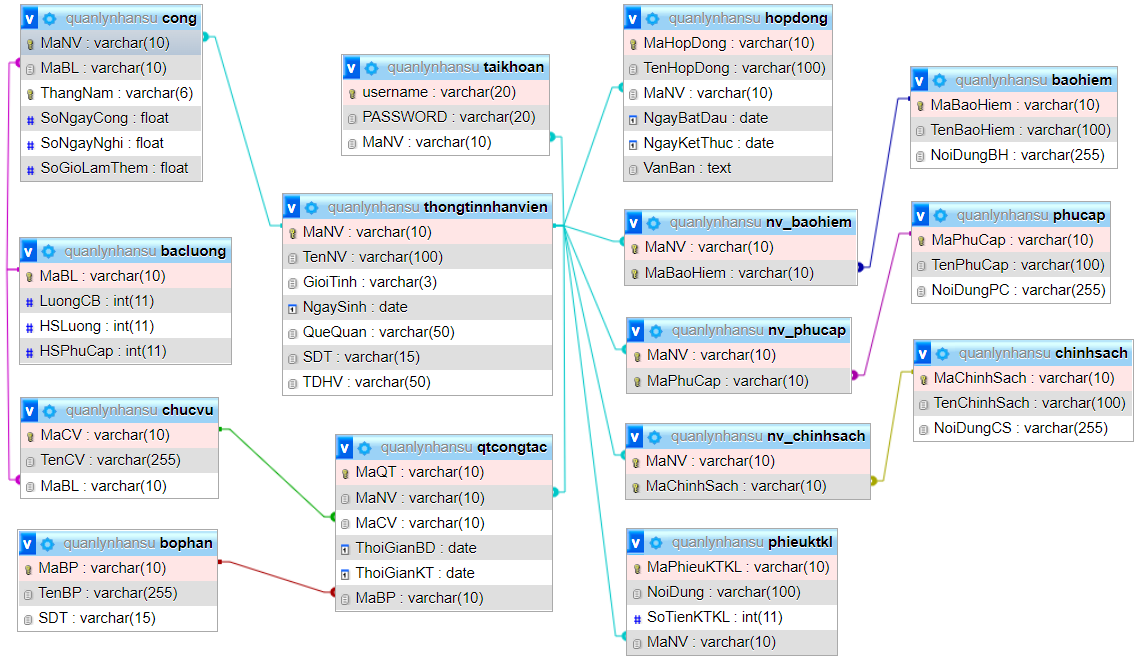 quanlynhansu cong
MaNV : varchar(10)
MaBL : varchar(10)
ThangNam : varchar(6)
SoNgayCong : float
SoNgayNghi : float
SoGioLamThem : float
quanlynhansu bacluong
MaBL : varchar(10)
LuongCB : int(11)
HSLuong : int(11)
HSPhuCap : int(11)
quanlynhansu chucvu
MaCV : varchar(10)
TenCV : varchar(255)
MaBL : varchar(10)
quanlynhansu bophan
MaBP : varchar(10)
TenBP : varchar(255)
SDT : varchar(15)
quanlynhansu taikhoan
username : varchar(20)
PASSWORD : varchar(20)
MaNV : varchar(10)
quanlynhansu thongtinnhanvien
MaNV : varchar(10)
TenNV : varchar(100)
GioiTinh : varchar(3)
NgaySinh : date
QueQuan : varchar(50)
SDT : varchar(15)
TDHV : varchar(50)
quanlynhansu qtcongtac
MaQT : varchar(10)
MaNV : varchar(10)
MaCV : varchar(10)
ThoiGianBD : date
ThoiGianKT : date
MaBP : varchar(10)
quanlynhansu hopdong
MaHopDong : varchar(10)
TenHopDong : varchar(100)
MaNV : varchar(10)
NgayBatDau : date
NgayKetThuc : date
VanBan : text
quanlynhansu nv_baohiem
MaNV : varchar(10)
MaBaoHiem : varchar(10)
quanlynhansu nv_phucap
MaNV : varchar(10)
MaPhuCap : varchar(10)
quanlynhansu nv_chinhsach
MaNV : varchar(10)
MaChinhSach : varchar(10)
quanlynhansu phieuktkl
MaPhieuKTKL : varchar(10)
NoiDung : varchar(100)
SoTienKTKL : int(11)
MaNV : varchar(10)
quanlynhansu baohiem
MaBaoHiem : varchar(10)
TenBaoHiem : varchar(100)
NoiDungBH : varchar(255)
quanlynhansu phucap
MaPhuCap : varchar(10)
TenPhuCap : varchar(100)
NoiDungPC : varchar(255)
quanlynhansu chinhsach
MaChinhSach : varchar(10)
TenChinhSach : varchar(100)
NoiDungCS : varchar(255)